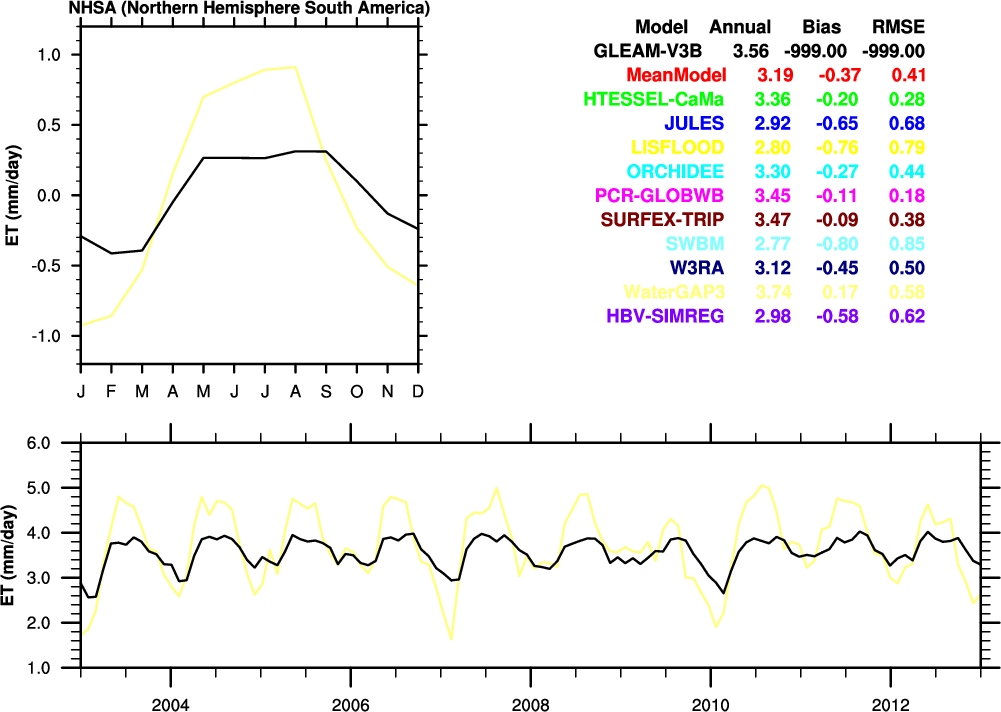 NHSA (Northern Hemisphere South America)
1.0
0.5
0.0
-0.5
-1.0
ET (mm/day)
J F M A M J J A S O N D
Model Annual Bias RMSE
GLEAM-V3B 3.56 -999.00 -999.00
MeanModel 3.19 -0.37 0.41
HTESSEL-CaMa 3.36 -0.20 0.28
JULES 2.92 -0.65 0.68
LISFLOOD 2.80 -0.76 0.79
ORCHIDEE 3.30 -0.27 0.44
PCR-GLOBWB 3.45 -0.11 0.18
SURFEX-TRIP 3.47 -0.09 0.38
SWBM 2.77 -0.80 0.85
W3RA 3.12 -0.45 0.50
WaterGAP3 3.74 0.17 0.58
HBV-SIMREG 2.98 -0.58 0.62
6.0
5.0
4.0
3.0
2.0
1.0
ET (mm/day)
2004 2006 2008 2010 2012